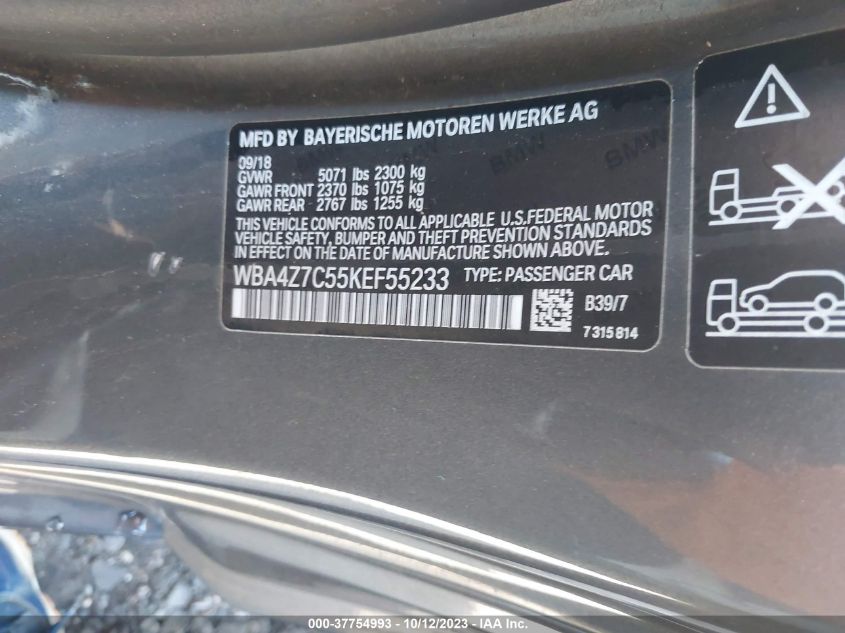 MFD BY BAYERISCHE MOTOREN WERKE AG
09/18
GVWR 5071 lbs 2300 kg
GAWR FRONT 2370 lbs 1075 kg
GAWR REAR 2767 lbs 1255 kg
THIS VEHICLE CONFORMS TO ALL APPLICABLE U.S.FEDERAL MOTOR
VEHICLE SAFETY, BUMPER AND THEFT PREVENTION STANDARDS
IN EFFECT ON THE DATE OF MANUFACTURE SHOWN ABOVE.
WBA4Z7C55KEF55233 TYPE: PASSENGER CAR
B39/7
7315814
000-37754993 - 10/12/2023 - IAA Inc.